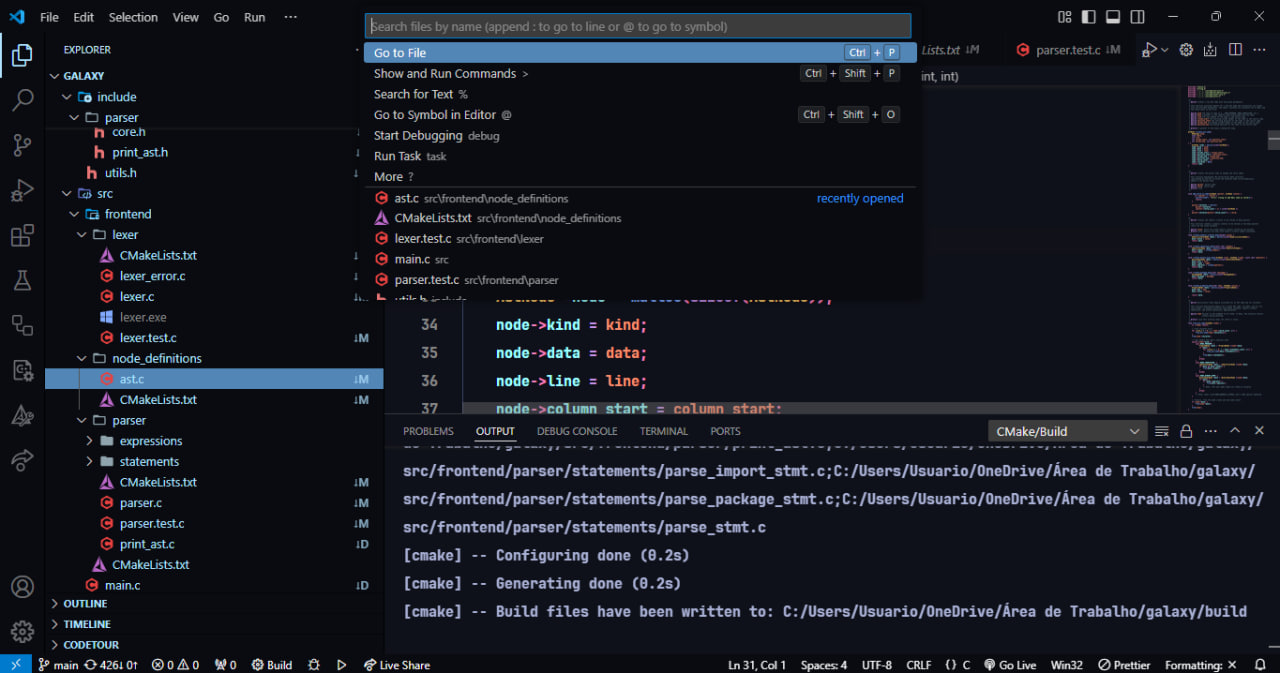 File Edit Selection View Go Run ···
Search files by name (append : to go to line or @ to go to symbol)
Go to File Ctrl + P
Show and Run Commands > Ctrl + Shift + P
Search for Text %
Go to Symbol in Editor @ Ctrl + Shift + O
Start Debugging debug
Run Task task
More ?
ast.c src\frontend\node_definitions recently opened
CMakeLists.txt src\frontend\node_definitions
lexer.test.c src\frontend\lexer
main.c src
parser.test.c src\frontend\parser
utils.h include
Lists.txt ↓M
parser.test.c ↓M
int, int)
EXPLORER
GALAXY
include
parser
core.h
print_ast.h
utils.h
src
frontend
lexer
CMakeLists.txt
lexer_error.c
lexer.c
lexer.exe
lexer.test.c ↓M
node_definitions
ast.c ↓M
CMakeLists.txt ↓M
parser
expressions
statements
CMakeLists.txt ↓M
parser.c ↓M
parser.test.c ↓M
print_ast.c ↓D
CMakeLists.txt
main.c ↓D
OUTLINE
TIMELINE
CODETOUR
34 node->kind = kind;
35 node->data = data;
36 node->line = line;
37 node->column_start = column_start;
PROBLEMS OUTPUT DEBUG CONSOLE TERMINAL PORTS
CMake/Build
src/frontend/parser/statements/parse_import_stmt.c;C:/Users/Usuario/OneDrive/Área de Trabalho/galaxy/
src/frontend/parser/statements/parse_package_stmt.c;C:/Users/Usuario/OneDrive/Área de Trabalho/galaxy/
src/frontend/parser/statements/parse_stmt.c
[cmake] -- Configuring done (0.2s)
[cmake] -- Generating done (0.2s)
[cmake] -- Build files have been written to: C:/Users/Usuario/OneDrive/Área de Trabalho/galaxy/build
main 426↓ 0↑ 0 0 0 Build Live Share Ln 31, Col 1 Spaces: 4 UTF-8 CRLF {} C Go Live Win32 Prettier Formatting: ×